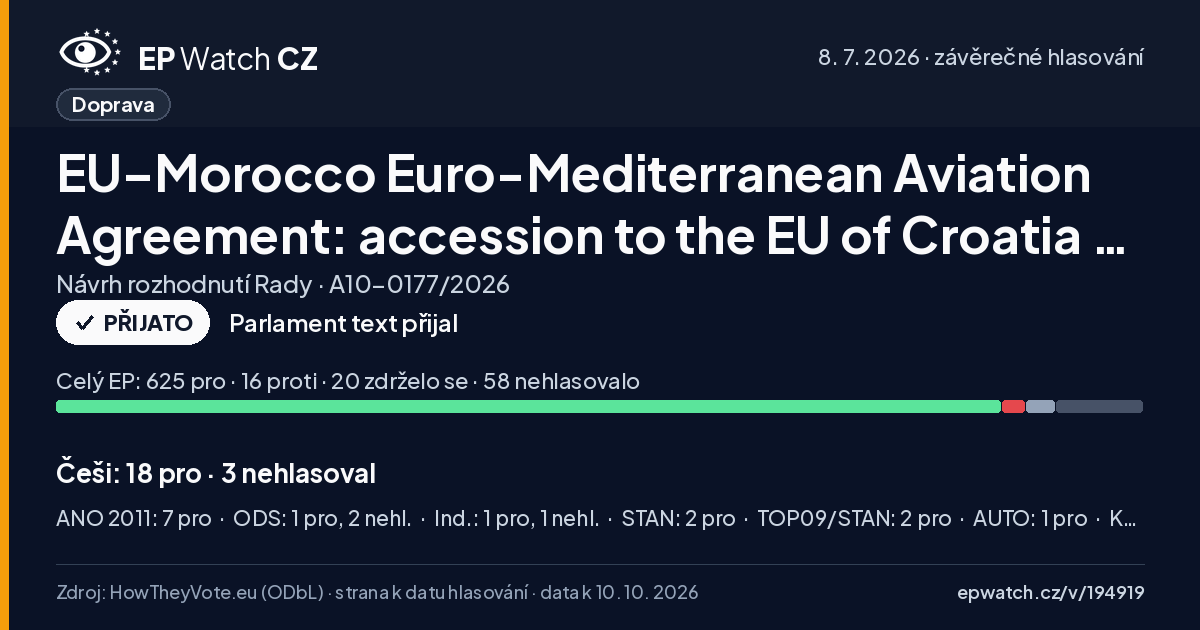 EP Watch CZ
8. 7. 2026 · závěrečné hlasování
Doprava
EU–Morocco Euro-Mediterranean Aviation
Agreement: accession to the EU of Croatia …
Návrh rozhodnutí Rady · A10-0177/2026
✓ PŘIJATO Parlament text přijal
Celý EP: 625 pro · 16 proti · 20 zdrželo se · 58 nehlasovalo
Češi: 18 pro · 3 nehlasoval
ANO 2011: 7 pro · ODS: 1 pro, 2 nehl. · Ind.: 1 pro, 1 nehl. · STAN: 2 pro · TOP09/STAN: 2 pro · AUTO: 1 pro · K…
Zdroj: HowTheyVote.eu (ODbL) · strana k datu hlasování · data k 10. 10. 2026
epwatch.cz/v/194919